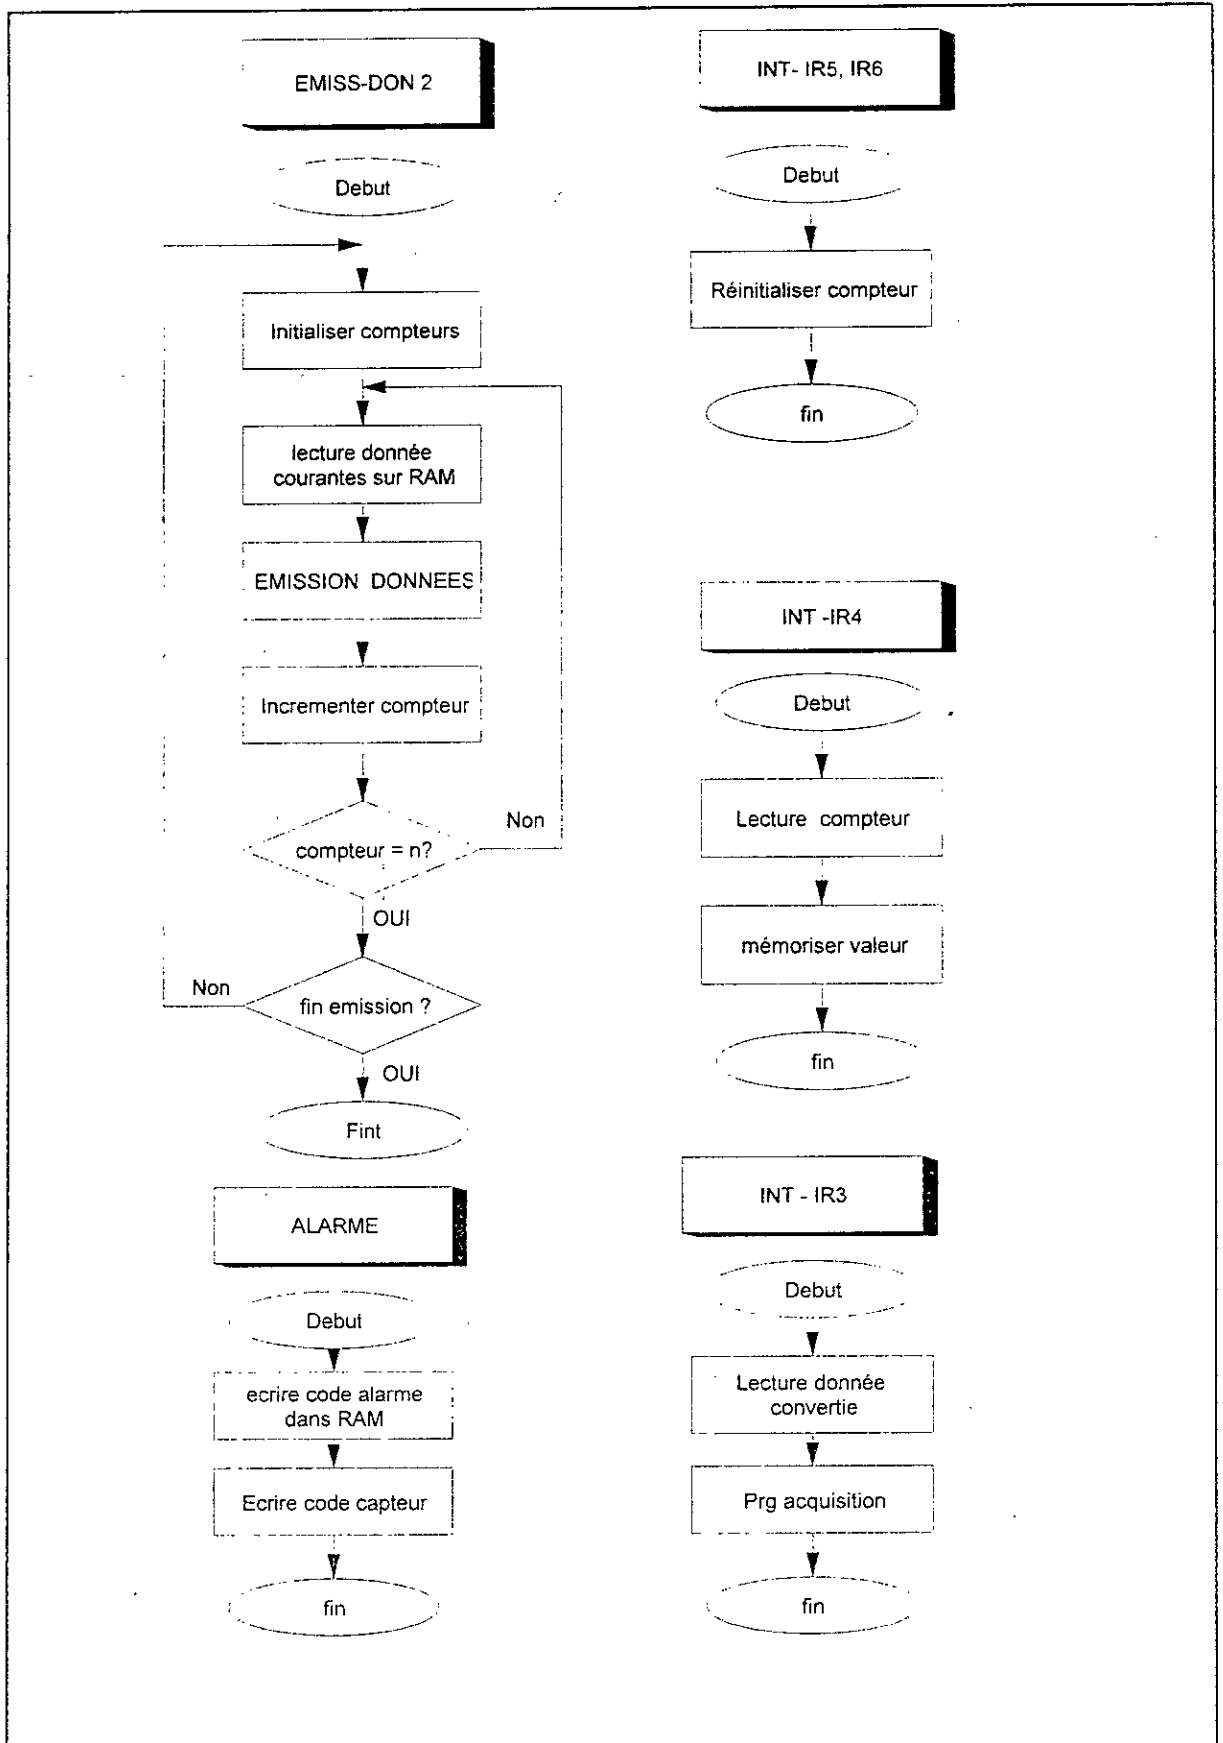 EMISS-DON 2
Debut
Initialiser compteurs
lecture donnée
courantes sur RAM
EMISSION DONNEES
Incrementer compteur
compteur = n?
Non
OUI
fin emission ?
Non
OUI
Fint
ALARME
Debut
ecrire code alarme
dans RAM
Ecrire code capteur
fin
INT- IR5, IR6
Debut
Réinitialiser compteur
fin
INT -IR4
Debut
Lecture compteur
mémoriser valeur
fin
INT - IR3
Debut
Lecture donnée
convertie
Prg acquisition
fin